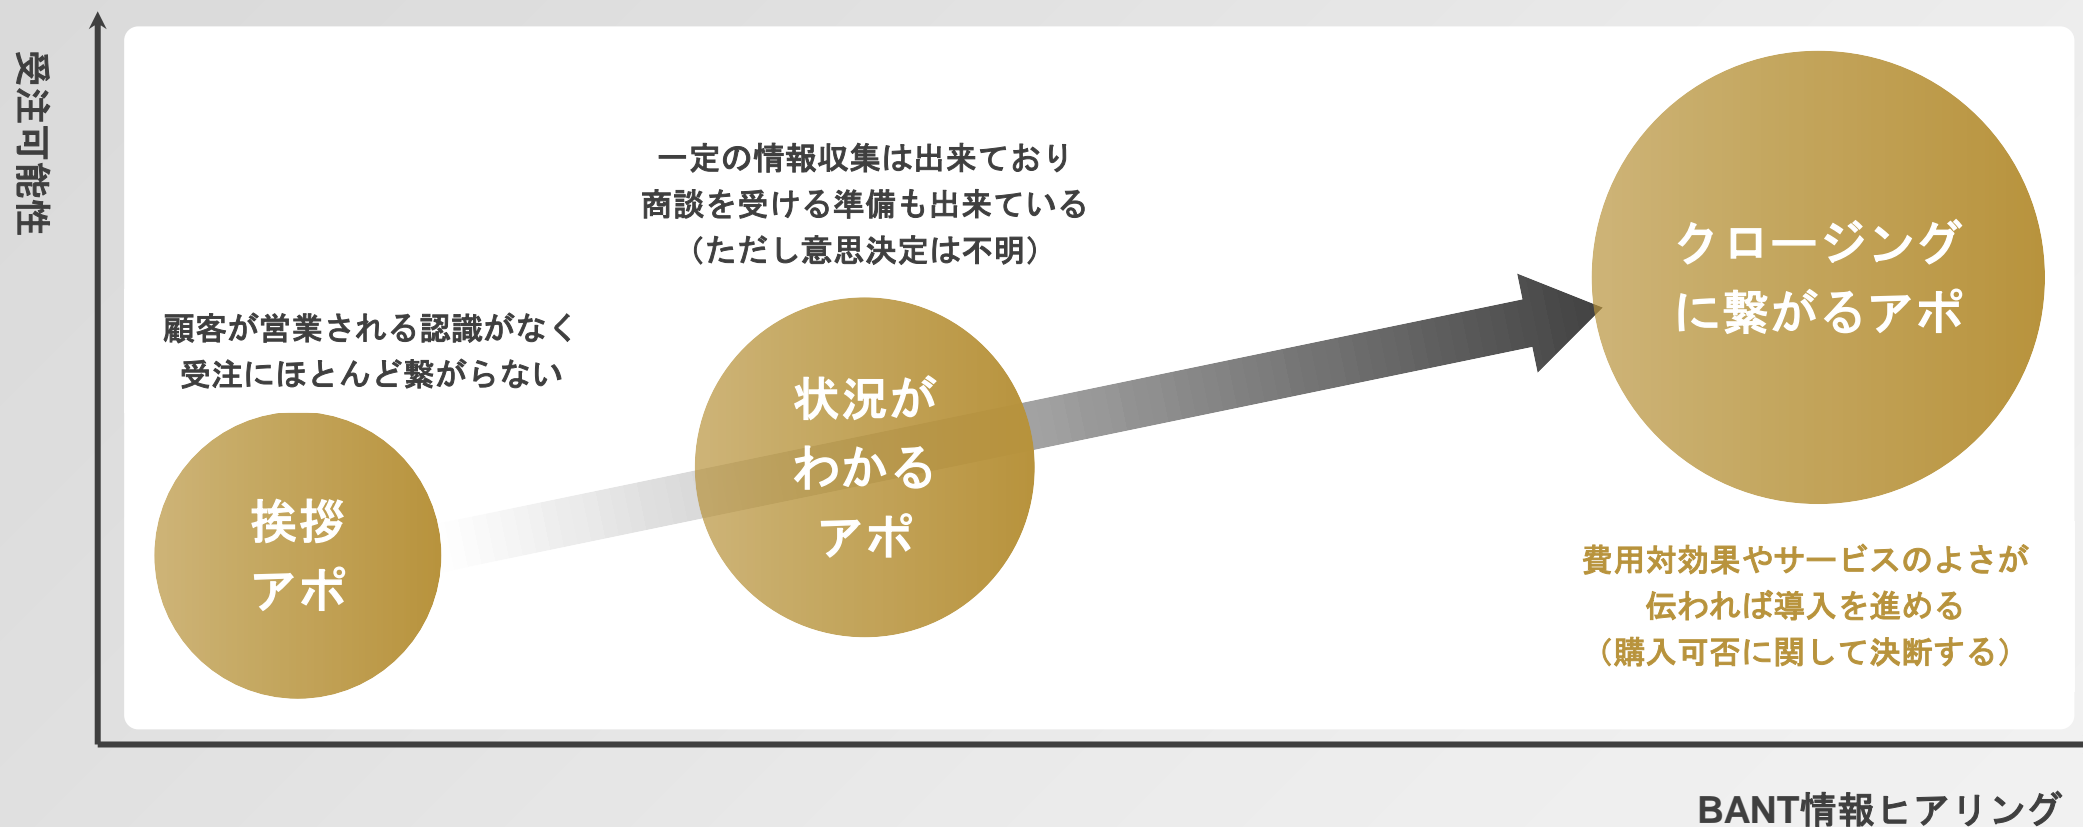 受注可能性
顧客が営業される認識がなく
受注にほとんど繋がらない
挨拶
アポ
一定の情報収集は出来ており
商談を受ける準備も出来ている
（ただし意思決定は不明）
状況が
わかる
アポ
クロージング
に繋がるアポ
費用対効果やサービスのよさが
伝われば導入を進める
（購入可否に関して決断する）
BANT情報ヒアリング